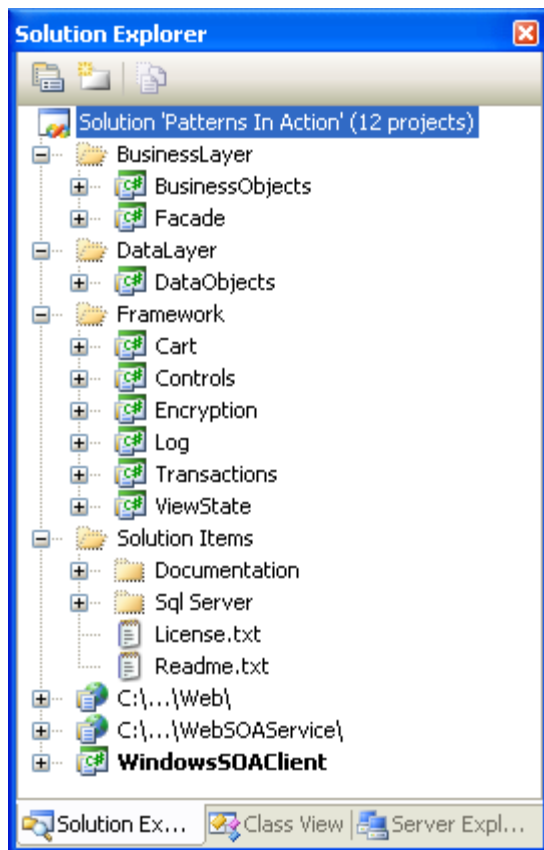 Solution Explorer
Solution 'Patterns In Action' (12 projects)
BusinessLayer
BusinessObjects
Facade
DataLayer
DataObjects
Framework
Cart
Controls
Encryption
Log
Transactions
ViewState
Solution Items
Documentation
Sql Server
License.txt
Readme.txt
C:\...\Web\
C:\...\WebSOAService\
WindowsSOAClient
Solution Ex... Class View Server Expl...